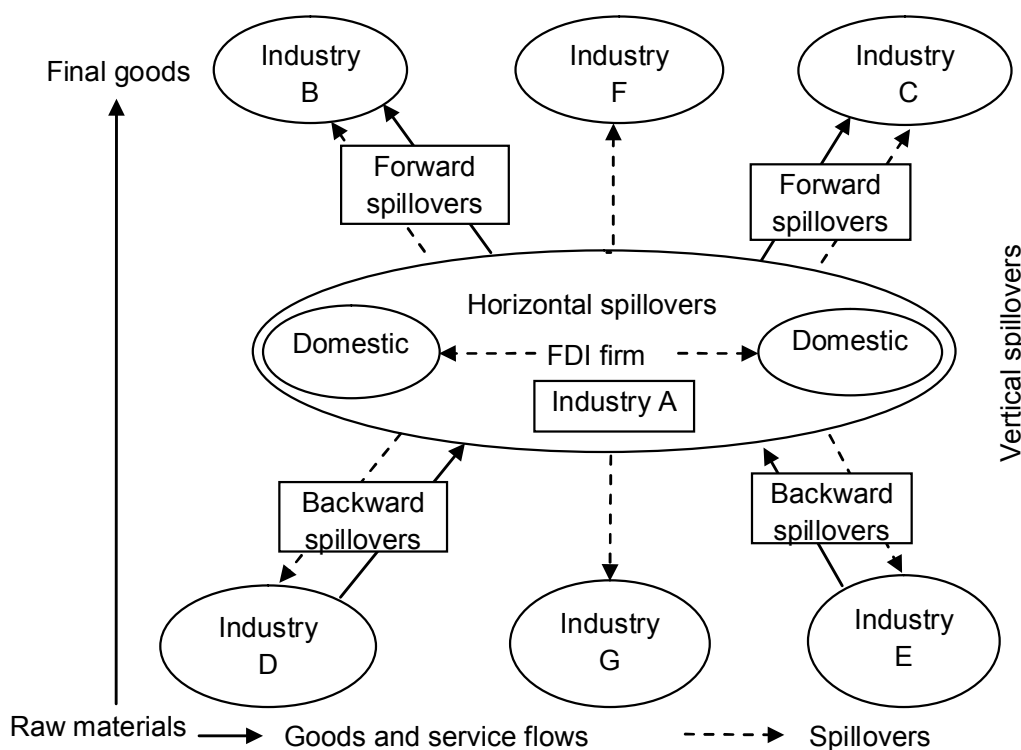 Final goods
Industry
B
Industry
F
Industry
C
Forward
spillovers
Forward
spillovers
Horizontal spillovers
Domestic
FDI firm
Domestic
Industry A
Vertical spillovers
Backward
spillovers
Backward
spillovers
Industry
D
Industry
G
Industry
E
Raw materials
Goods and service flows
Spillovers